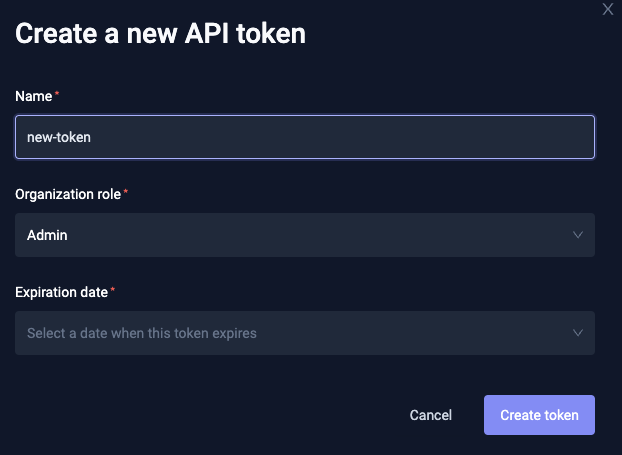 Create a new API token
Name *
new-token
Organization role *
Admin
Expiration date *
Select a date when this token expires
Cancel
Create token